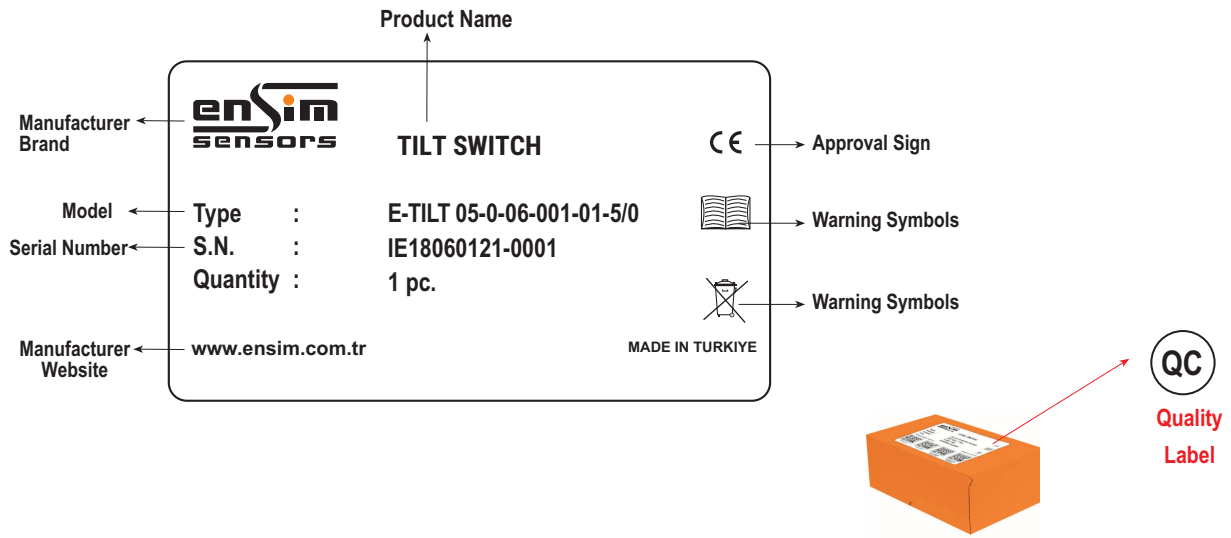 Product Name
Manufacturer
Brand
enSim
sensors
TILT SWITCH
CE
Approval Sign
Model
Type : E-TILT 05-0-06-001-01-5/0
Warning Symbols
Serial Number
S.N. : IE18060121-0001
Quantity : 1 pc.
Warning Symbols
Manufacturer
Website
www.ensim.com.tr
MADE IN TURKIYE
QC
Quality
Label